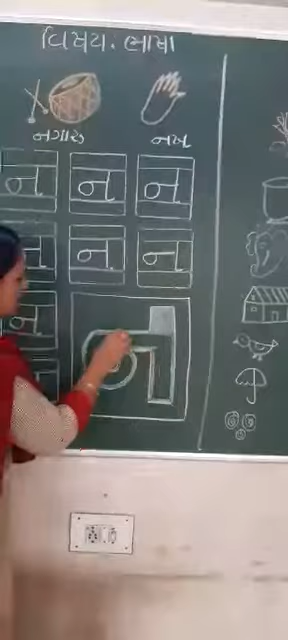 વિષય. ભાષા
નગારું નખ
ન ન ન
ન ન ન
ન